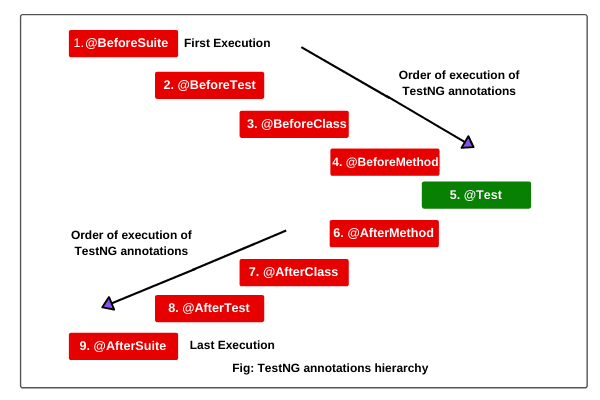 1.@BeforeSuite First Execution
Order of execution of
TestNG annotations
2. @BeforeTest
3. @BeforeClass
4. @BeforeMethod
5. @Test
6. @AfterMethod
Order of execution of
TestNG annotations
7. @AfterClass
8. @AfterTest
9. @AfterSuite Last Execution
Fig: TestNG annotations hierarchy